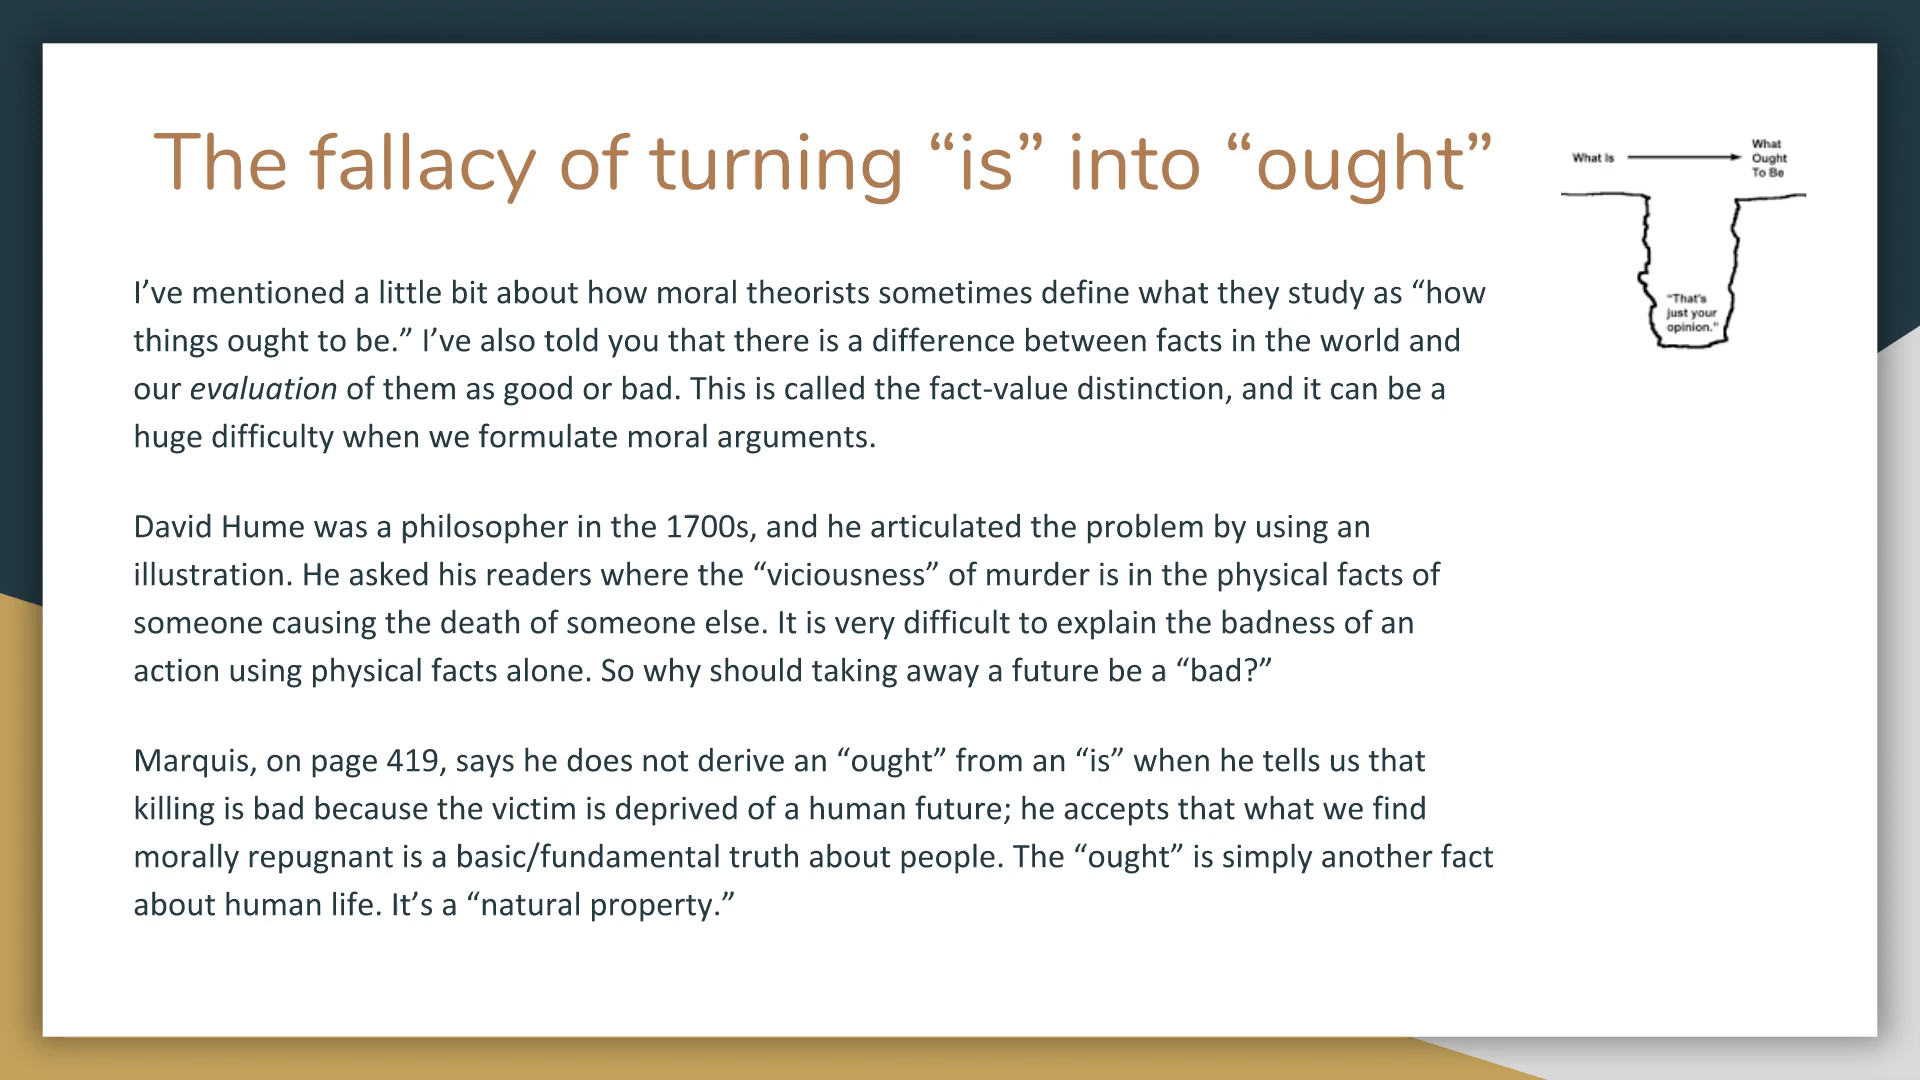 The fallacy of turning “is” into “ought”
What Is
What
Ought
To Be
"That's
just your
opinion."
I’ve mentioned a little bit about how moral theorists sometimes define what they study as “how
things ought to be.” I’ve also told you that there is a difference between facts in the world and
our evaluation of them as good or bad. This is called the fact-value distinction, and it can be a
huge difficulty when we formulate moral arguments.
David Hume was a philosopher in the 1700s, and he articulated the problem by using an
illustration. He asked his readers where the “viciousness” of murder is in the physical facts of
someone causing the death of someone else. It is very difficult to explain the badness of an
action using physical facts alone. So why should taking away a future be a “bad?”
Marquis, on page 419, says he does not derive an “ought” from an “is” when he tells us that
killing is bad because the victim is deprived of a human future; he accepts that what we find
morally repugnant is a basic/fundamental truth about people. The “ought” is simply another fact
about human life. It’s a “natural property.”